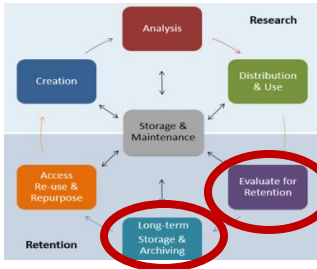 Analysis
Research
Creation
Distribution
& Use
Storage &
Maintenance
Access
Re-use &
Repurpose
Evaluate for
Retention
Long-term
Storage &
Archiving
Retention